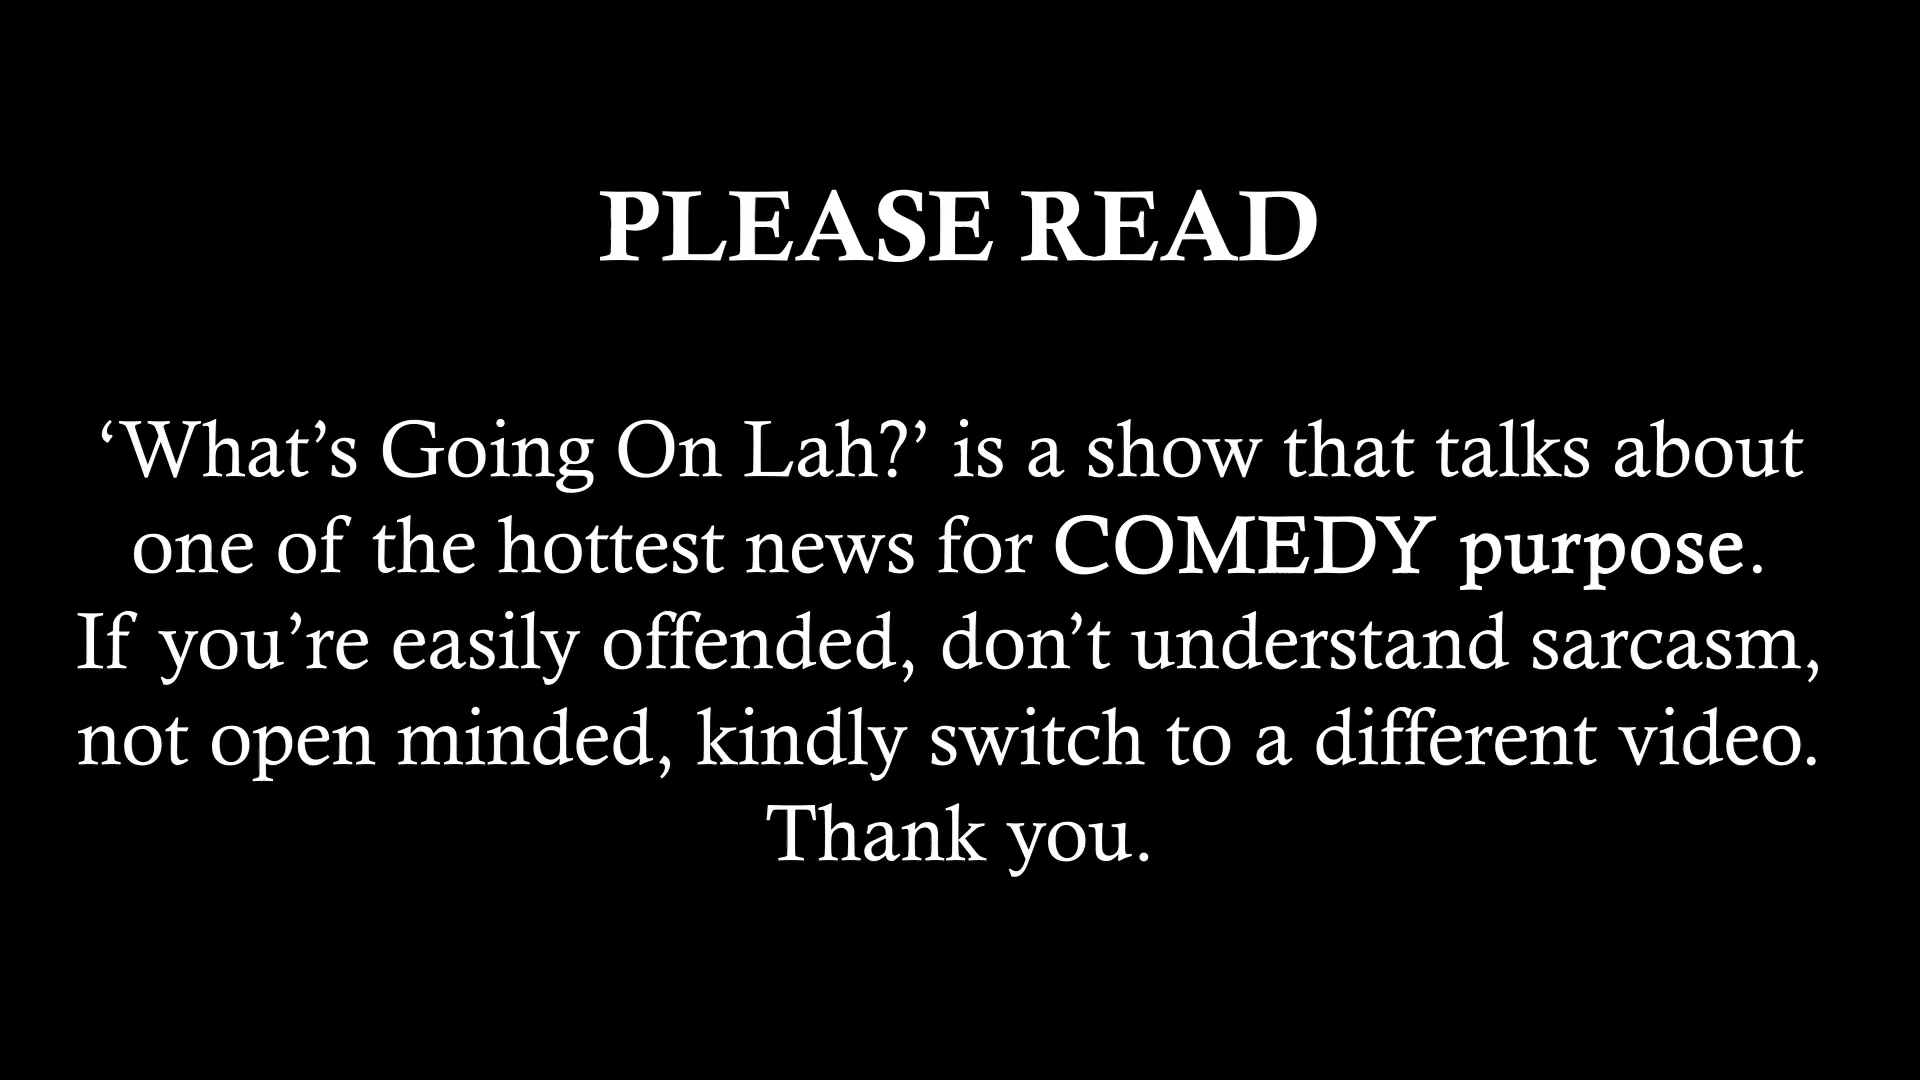 PLEASE READ
‘What’s Going On Lah?’ is a show that talks about
one of the hottest news for COMEDY purpose.
If you’re easily offended, don’t understand sarcasm,
not open minded, kindly switch to a different video.
Thank you.